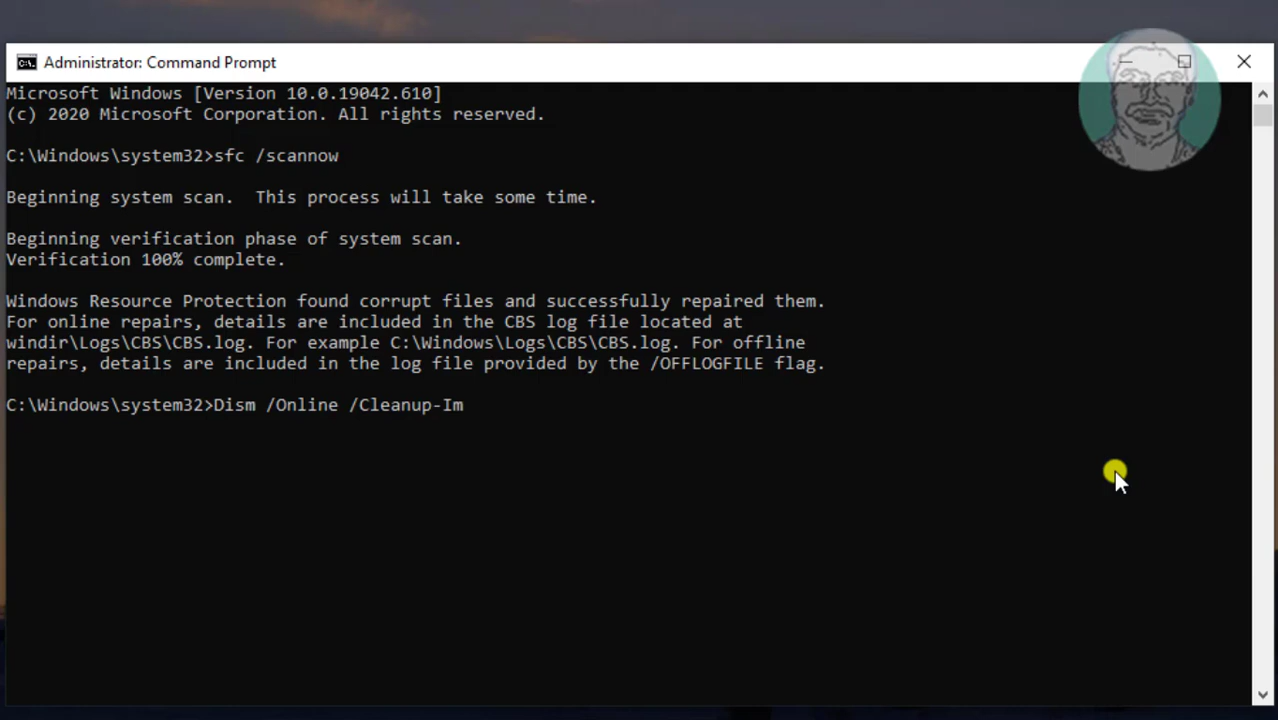 Administrator: Command Prompt
Microsoft Windows [Version 10.0.19042.610]
(c) 2020 Microsoft Corporation. All rights reserved.
C:\Windows\system32>sfc /scannow
Beginning system scan.  This process will take some time.
Beginning verification phase of system scan.
Verification 100% complete.
Windows Resource Protection found corrupt files and successfully repaired them.
For online repairs, details are included in the CBS log file located at
windir\Logs\CBS\CBS.log. For example C:\Windows\Logs\CBS\CBS.log. For offline
repairs, details are included in the log file provided by the /OFFLOGFILE flag.
C:\Windows\system32>Dism /Online /Cleanup-Im